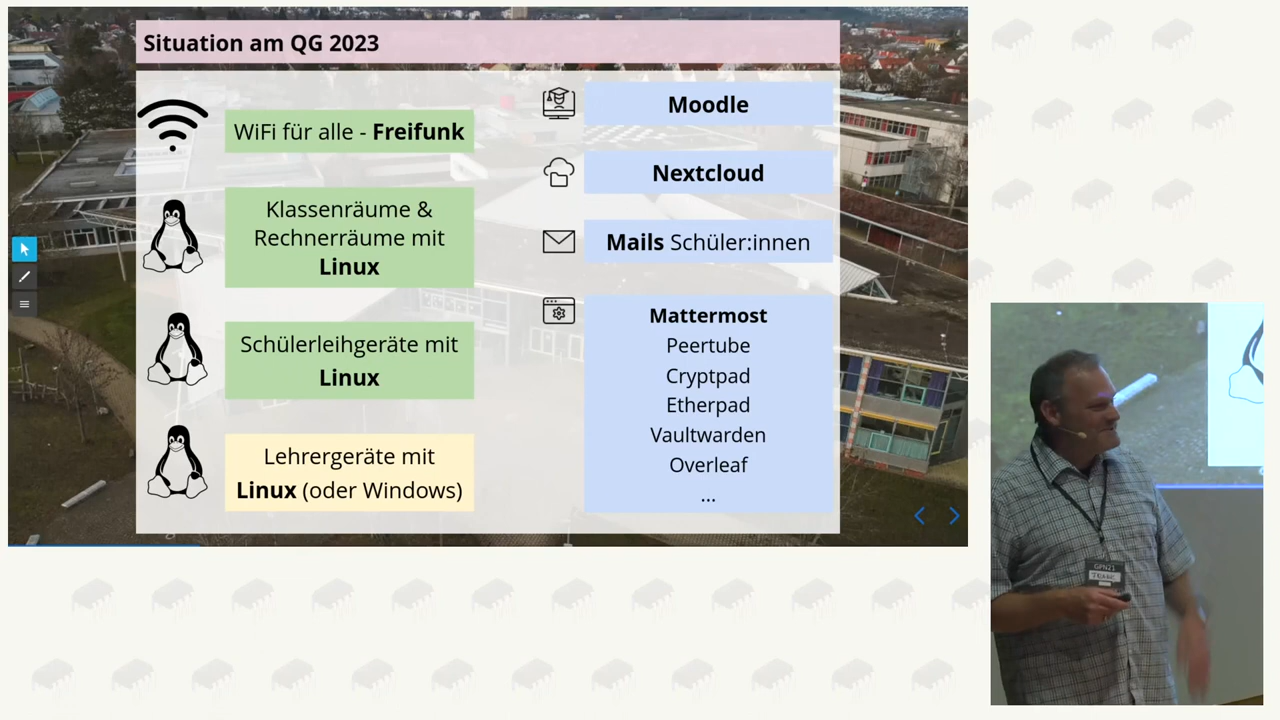 Situation am QG 2023
WiFi für alle - Freifunk
Klassenräume &
Rechnerräume mit
Linux
Schülerleihgeräte mit
Linux
Lehrergeräte mit
Linux (oder Windows)
Moodle
Nextcloud
Mails Schüler:innen
Mattermost
Peertube
Cryptpad
Etherpad
Vaultwarden
Overleaf
...
GPN21